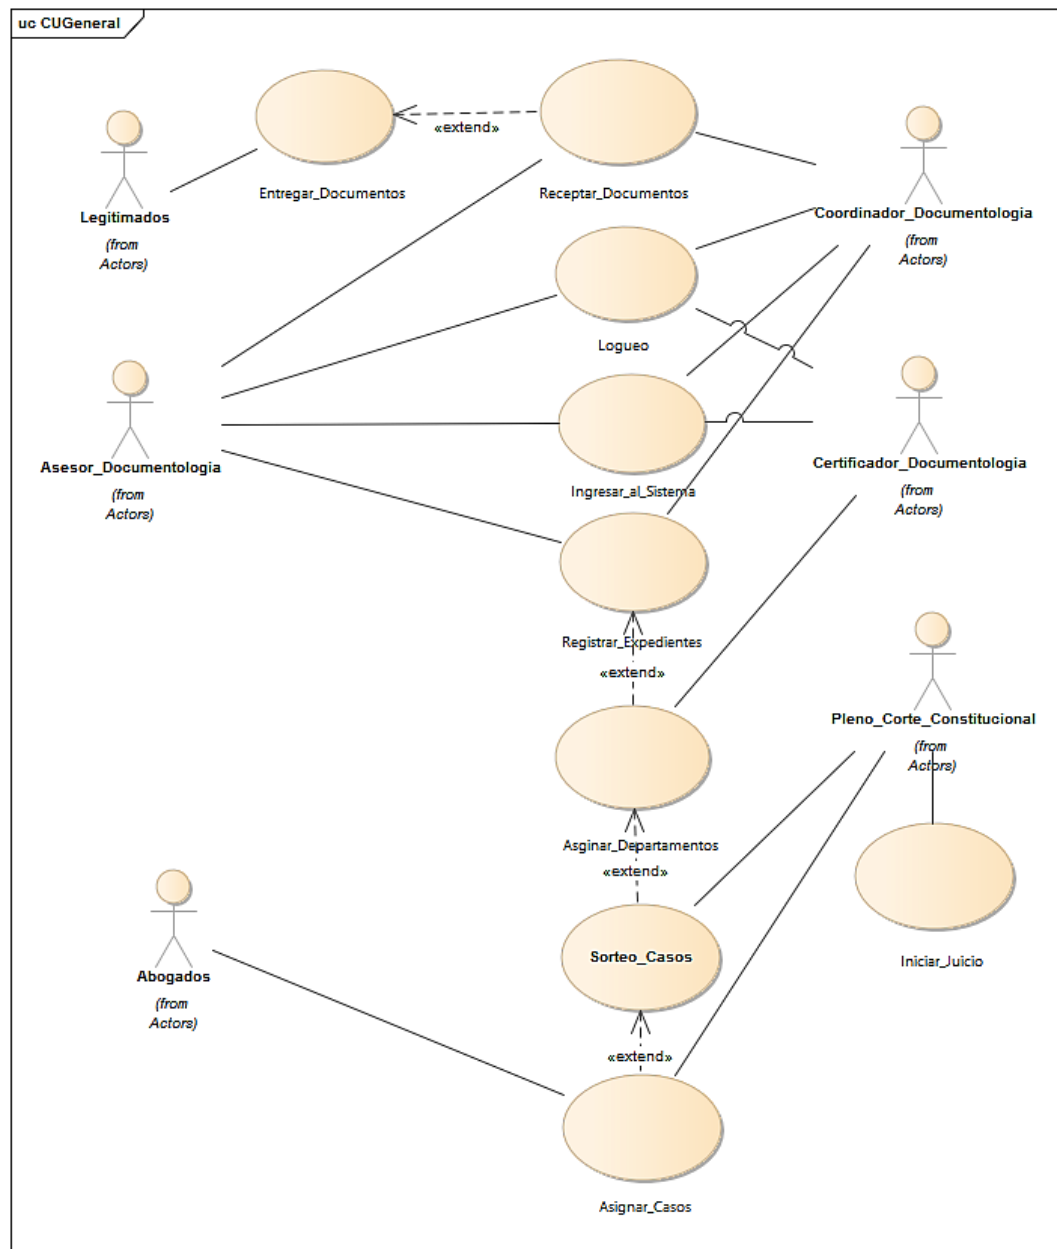 uc CUGeneral
Entregar_Documentos
«extend»
Receptar_Documentos
Legitimados
(from
Actors)
Coordinador_Documentologia
(from
Actors)
Logueo
Asesor_Documentologia
(from
Actors)
Ingresar_al_Sistema
Certificador_Documentologia
(from
Actors)
Registrar_Expedientes
«extend»
Pleno_Corte_Constitucional
(from
Actors)
Asginar_Departamentos
«extend»
Iniciar_Juicio
Sorteo_Casos
Abogados
(from
Actors)
«extend»
Asignar_Casos